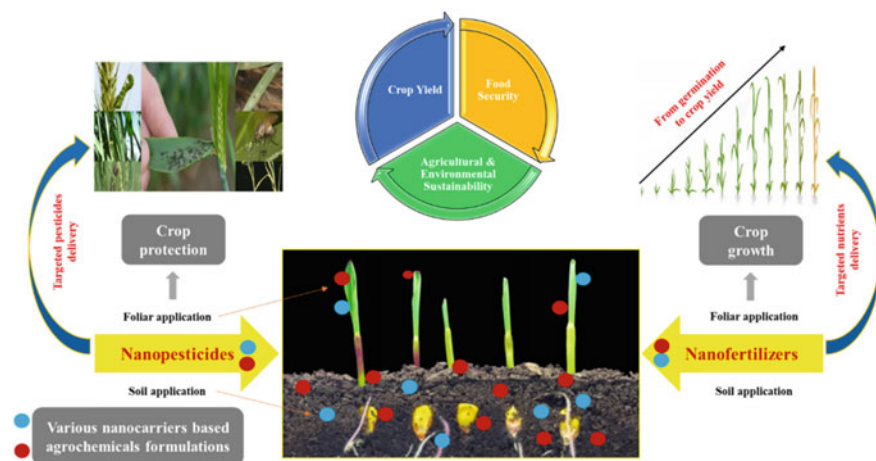 Crop Yield
Food
Security
Agricultural &
Environmental
Sustainability
From germination
to crop yield
Targeted pesticides
delivery
Crop
protection
Crop
growth
Targeted nutrients
delivery
Foliar application
Foliar application
Nanopesticides
Nanofertilizers
Soil application
Soil application
Various nanocarriers based
agrochemicals formulations